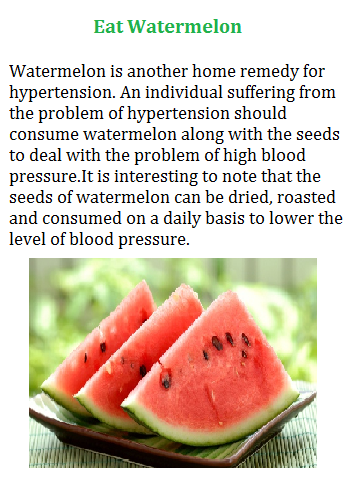 Eat Watermelon
Watermelon is another home remedy for
hypertension. An individual suffering from
the problem of hypertension should
consume watermelon along with the seeds
to deal with the problem of high blood
pressure.It is interesting to note that the
seeds of watermelon can be dried, roasted
and consumed on a daily basis to lower the
level of blood pressure.